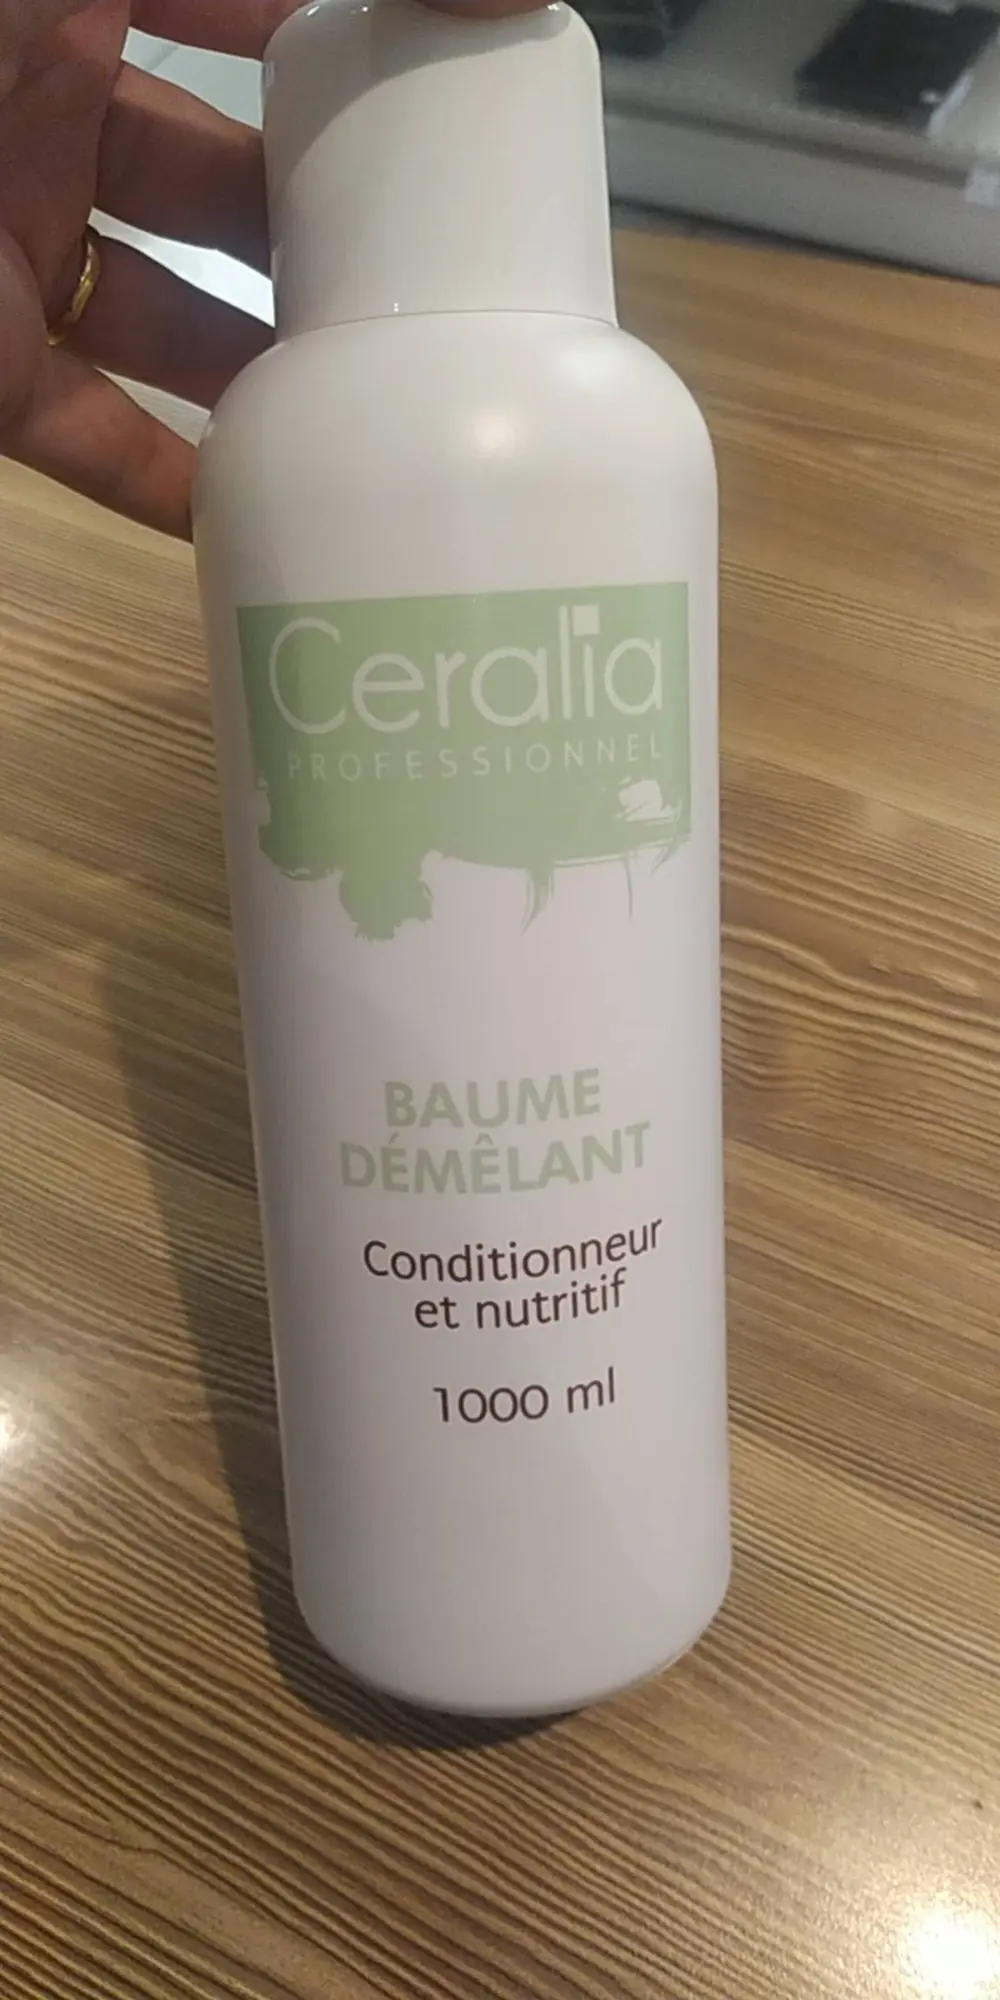 Ceralia
PROFESSIONNEL
BAUME
DÉMÊLANT
Conditionneur
et nutritif
1000 ml